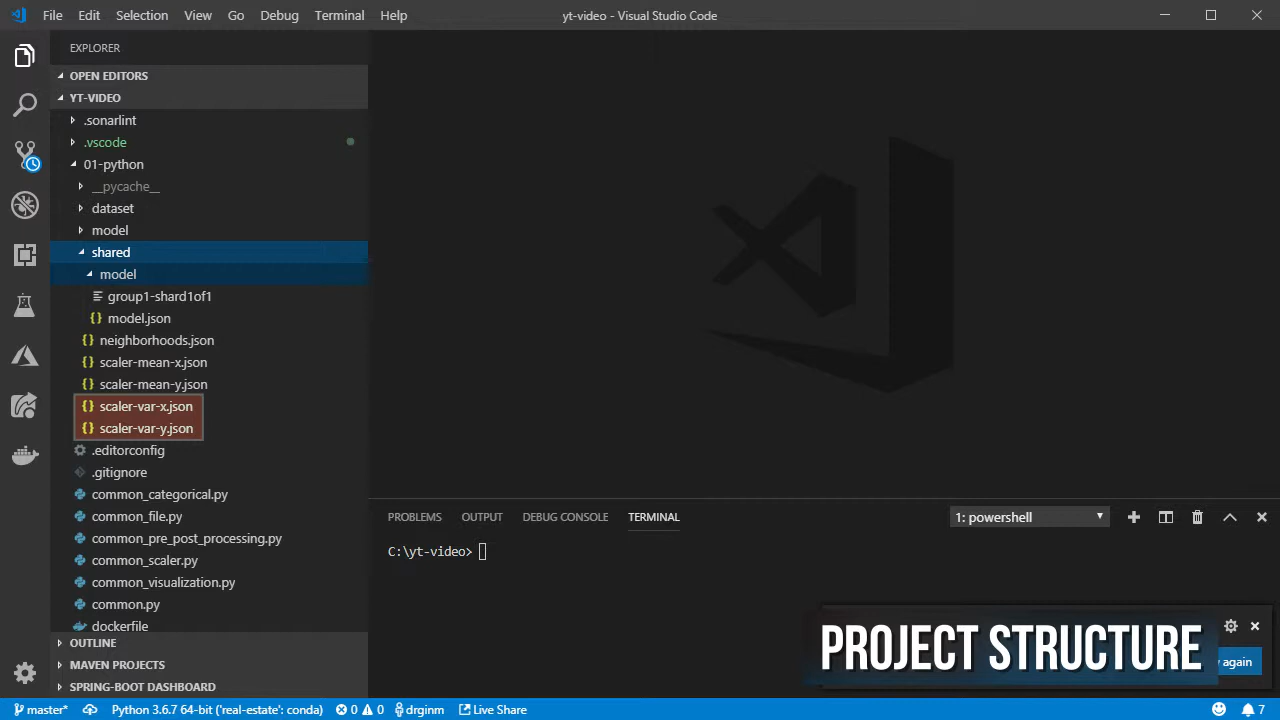 File Edit Selection View Go Debug Terminal Help
yt-video - Visual Studio Code
EXPLORER
OPEN EDITORS
YT-VIDEO
.sonarlint
.vscode
01-python
__pycache__
dataset
model
shared
model
group1-shard1of1
model.json
neighborhoods.json
scaler-mean-x.json
scaler-mean-y.json
scaler-var-x.json
scaler-var-y.json
.editorconfig
.gitignore
common_categorical.py
common_file.py
common_pre_post_processing.py
common_scaler.py
common_visualization.py
common.py
dockerfile
OUTLINE
MAVEN PROJECTS
SPRING-BOOT DASHBOARD
PROBLEMS OUTPUT DEBUG CONSOLE TERMINAL
1: powershell
C:\yt-video>
PROJECT STRUCTURE
again
master* Python 3.6.7 64-bit ('real-estate': conda) 0 0 drginm Live Share 7